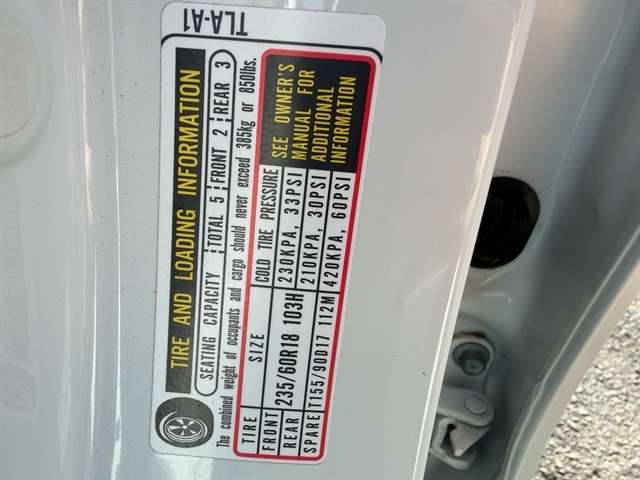 TIRE AND LOADING INFORMATION
SEATING CAPACITY TOTAL 5 FRONT 2 REAR 3
The combined weight of occupants and cargo should never exceed 385kg or 850lbs.
TIRE SIZE COLD TIRE PRESSURE
FRONT 235/60R18 103H 230KPA, 33PSI
REAR 210KPA, 30PSI
SPARE T155/90D17 112M 420KPA, 60PSI
SEE OWNER'S
MANUAL FOR
ADDITIONAL
INFORMATION
TLA-A1